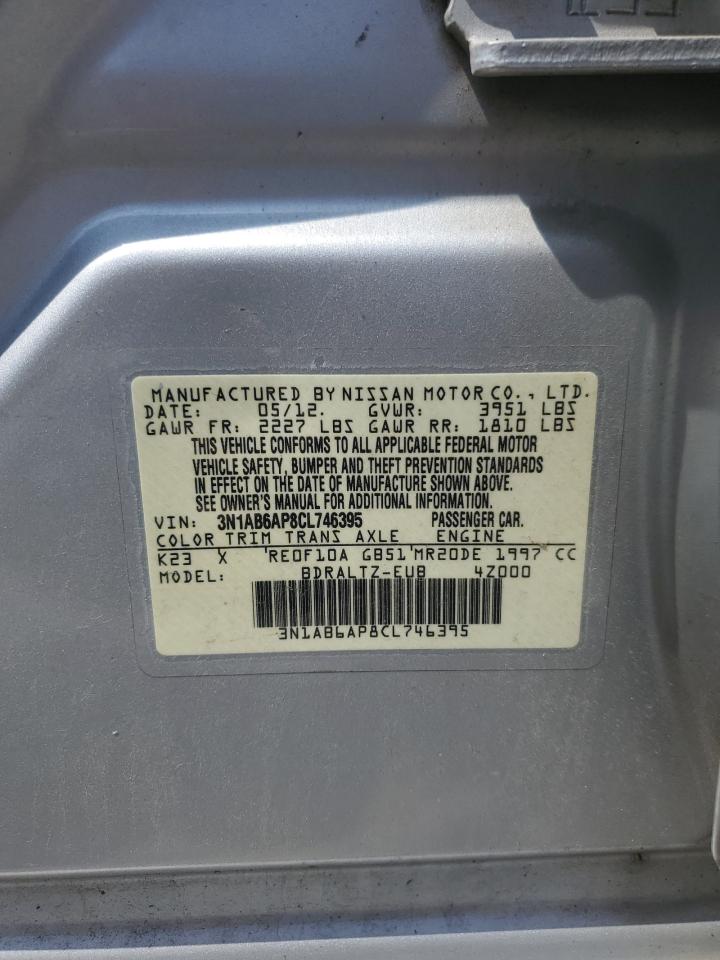 MANUFACTURED BY NISSAN MOTOR CO., LTD.
DATE: 05/12. GVWR: 3951 LBS
GAWR FR: 2227 LBS GAWR RR: 1810 LBS
THIS VEHICLE CONFORMS TO ALL APPLICABLE FEDERAL MOTOR
VEHICLE SAFETY, BUMPER AND THEFT PREVENTION STANDARDS
IN EFFECT ON THE DATE OF MANUFACTURE SHOWN ABOVE.
SEE OWNER'S MANUAL FOR ADDITIONAL INFORMATION.
VIN: 3N1AB6AP8CL746395 PASSENGER CAR.
COLOR TRIM TRANS AXLE ENGINE
K23 X 'RE0F10A GB51'MR20DE 1997 CC
MODEL: BDRALTZ-EUB 4Z000
3N1AB6AP8CL746395